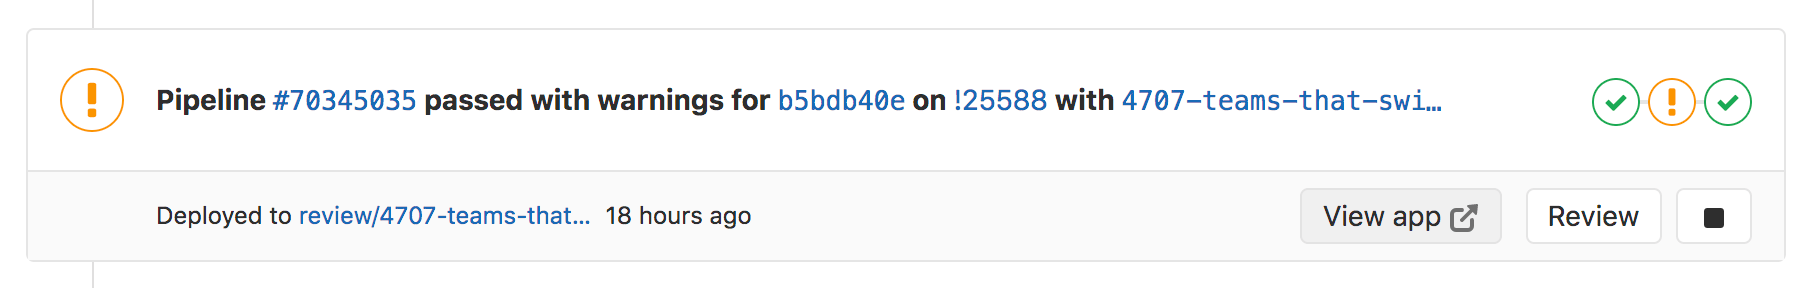 Pipeline #70345035 passed with warnings for b5bdb40e on !25588 with 4707-teams-that-swi…
Deployed to review/4707-teams-that… 18 hours ago View app Review